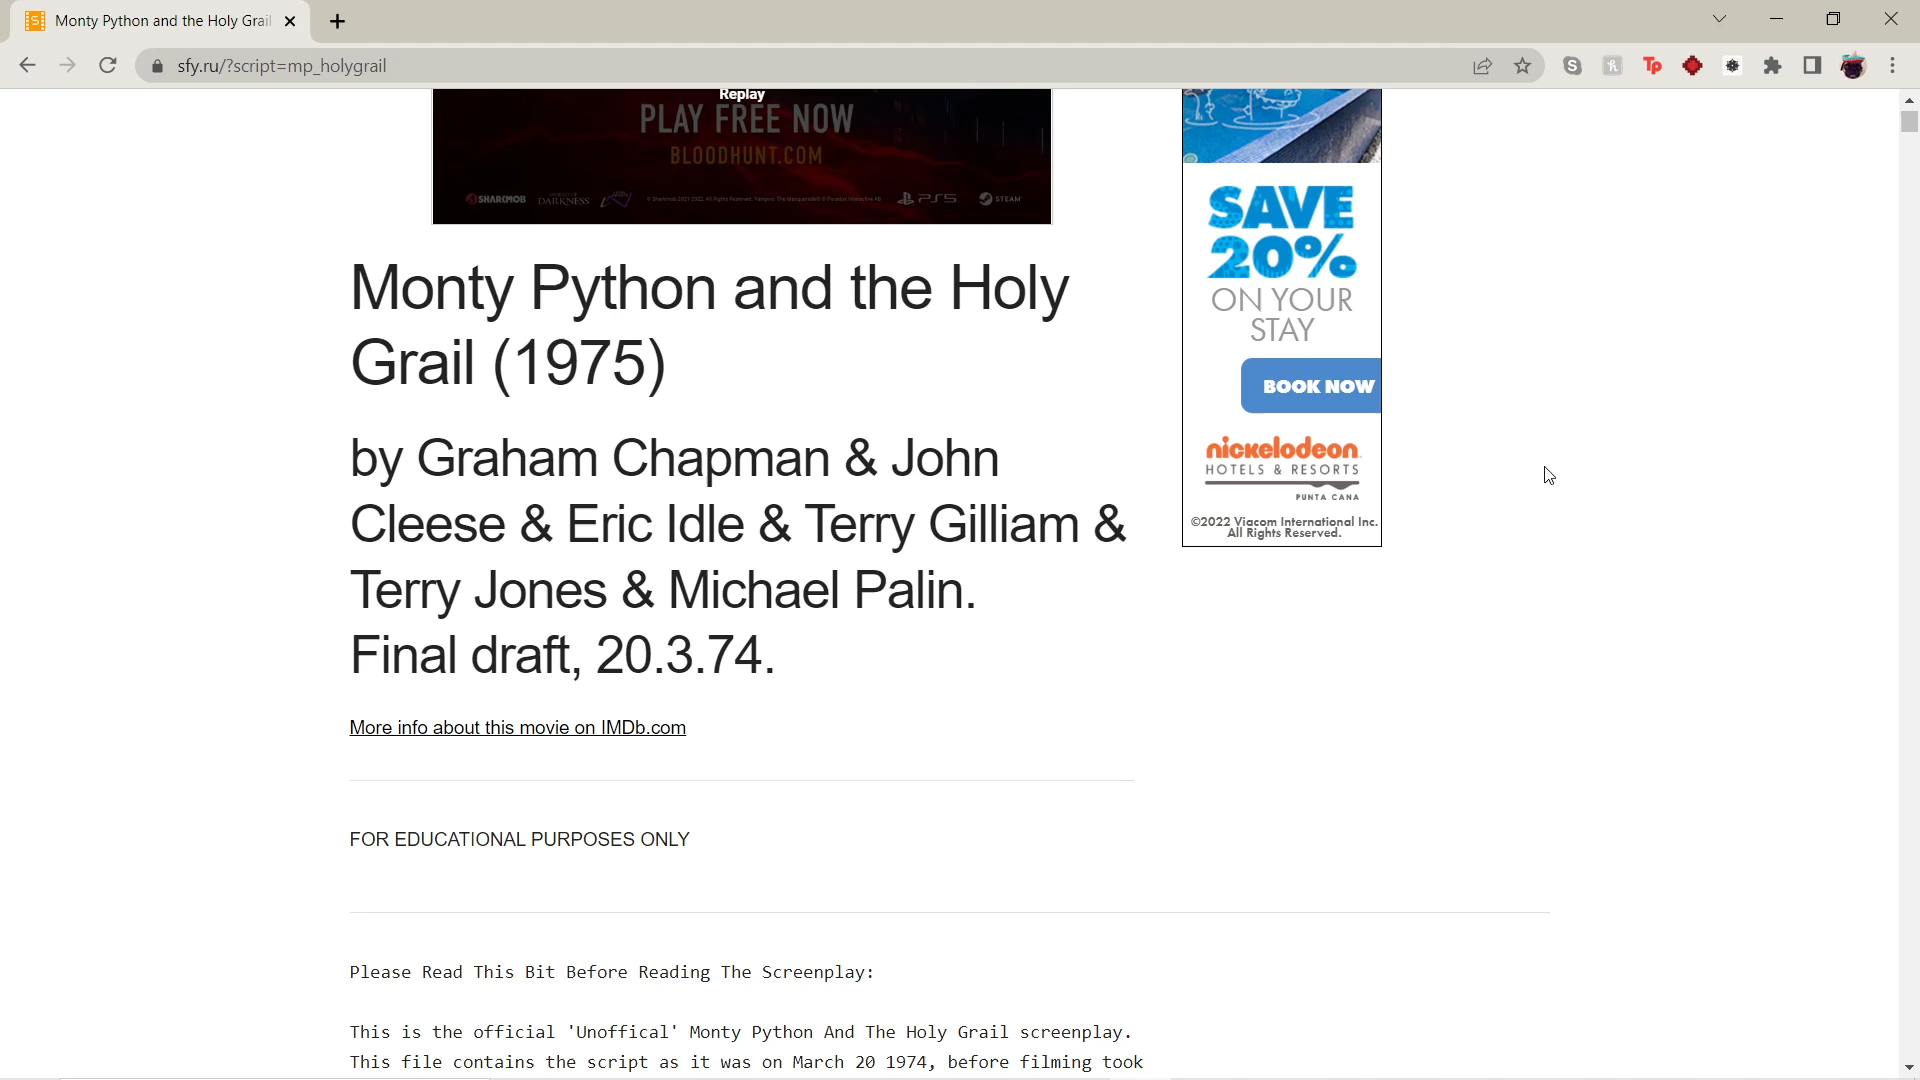 Monty Python and the Holy Grail
sfy.ru/?script=mp_holygrail
Replay
PLAY FREE NOW
BLOODHUNT.COM
SHARKMOB
WORLD OF DARKNESS
PS5
STEAM
SAVE
20%
ON YOUR
STAY
BOOK NOW
nickelodeon
HOTELS & RESORTS
PUNTA CANA
©2022 Viacom International Inc.
All Rights Reserved.
Monty Python and the Holy
Grail (1975)
by Graham Chapman & John
Cleese & Eric Idle & Terry Gilliam &
Terry Jones & Michael Palin.
Final draft, 20.3.74.
More info about this movie on IMDb.com
FOR EDUCATIONAL PURPOSES ONLY
Please Read This Bit Before Reading The Screenplay:
This is the official 'Unoffical' Monty Python And The Holy Grail screenplay.
This file contains the script as it was on March 20 1974, before filming took